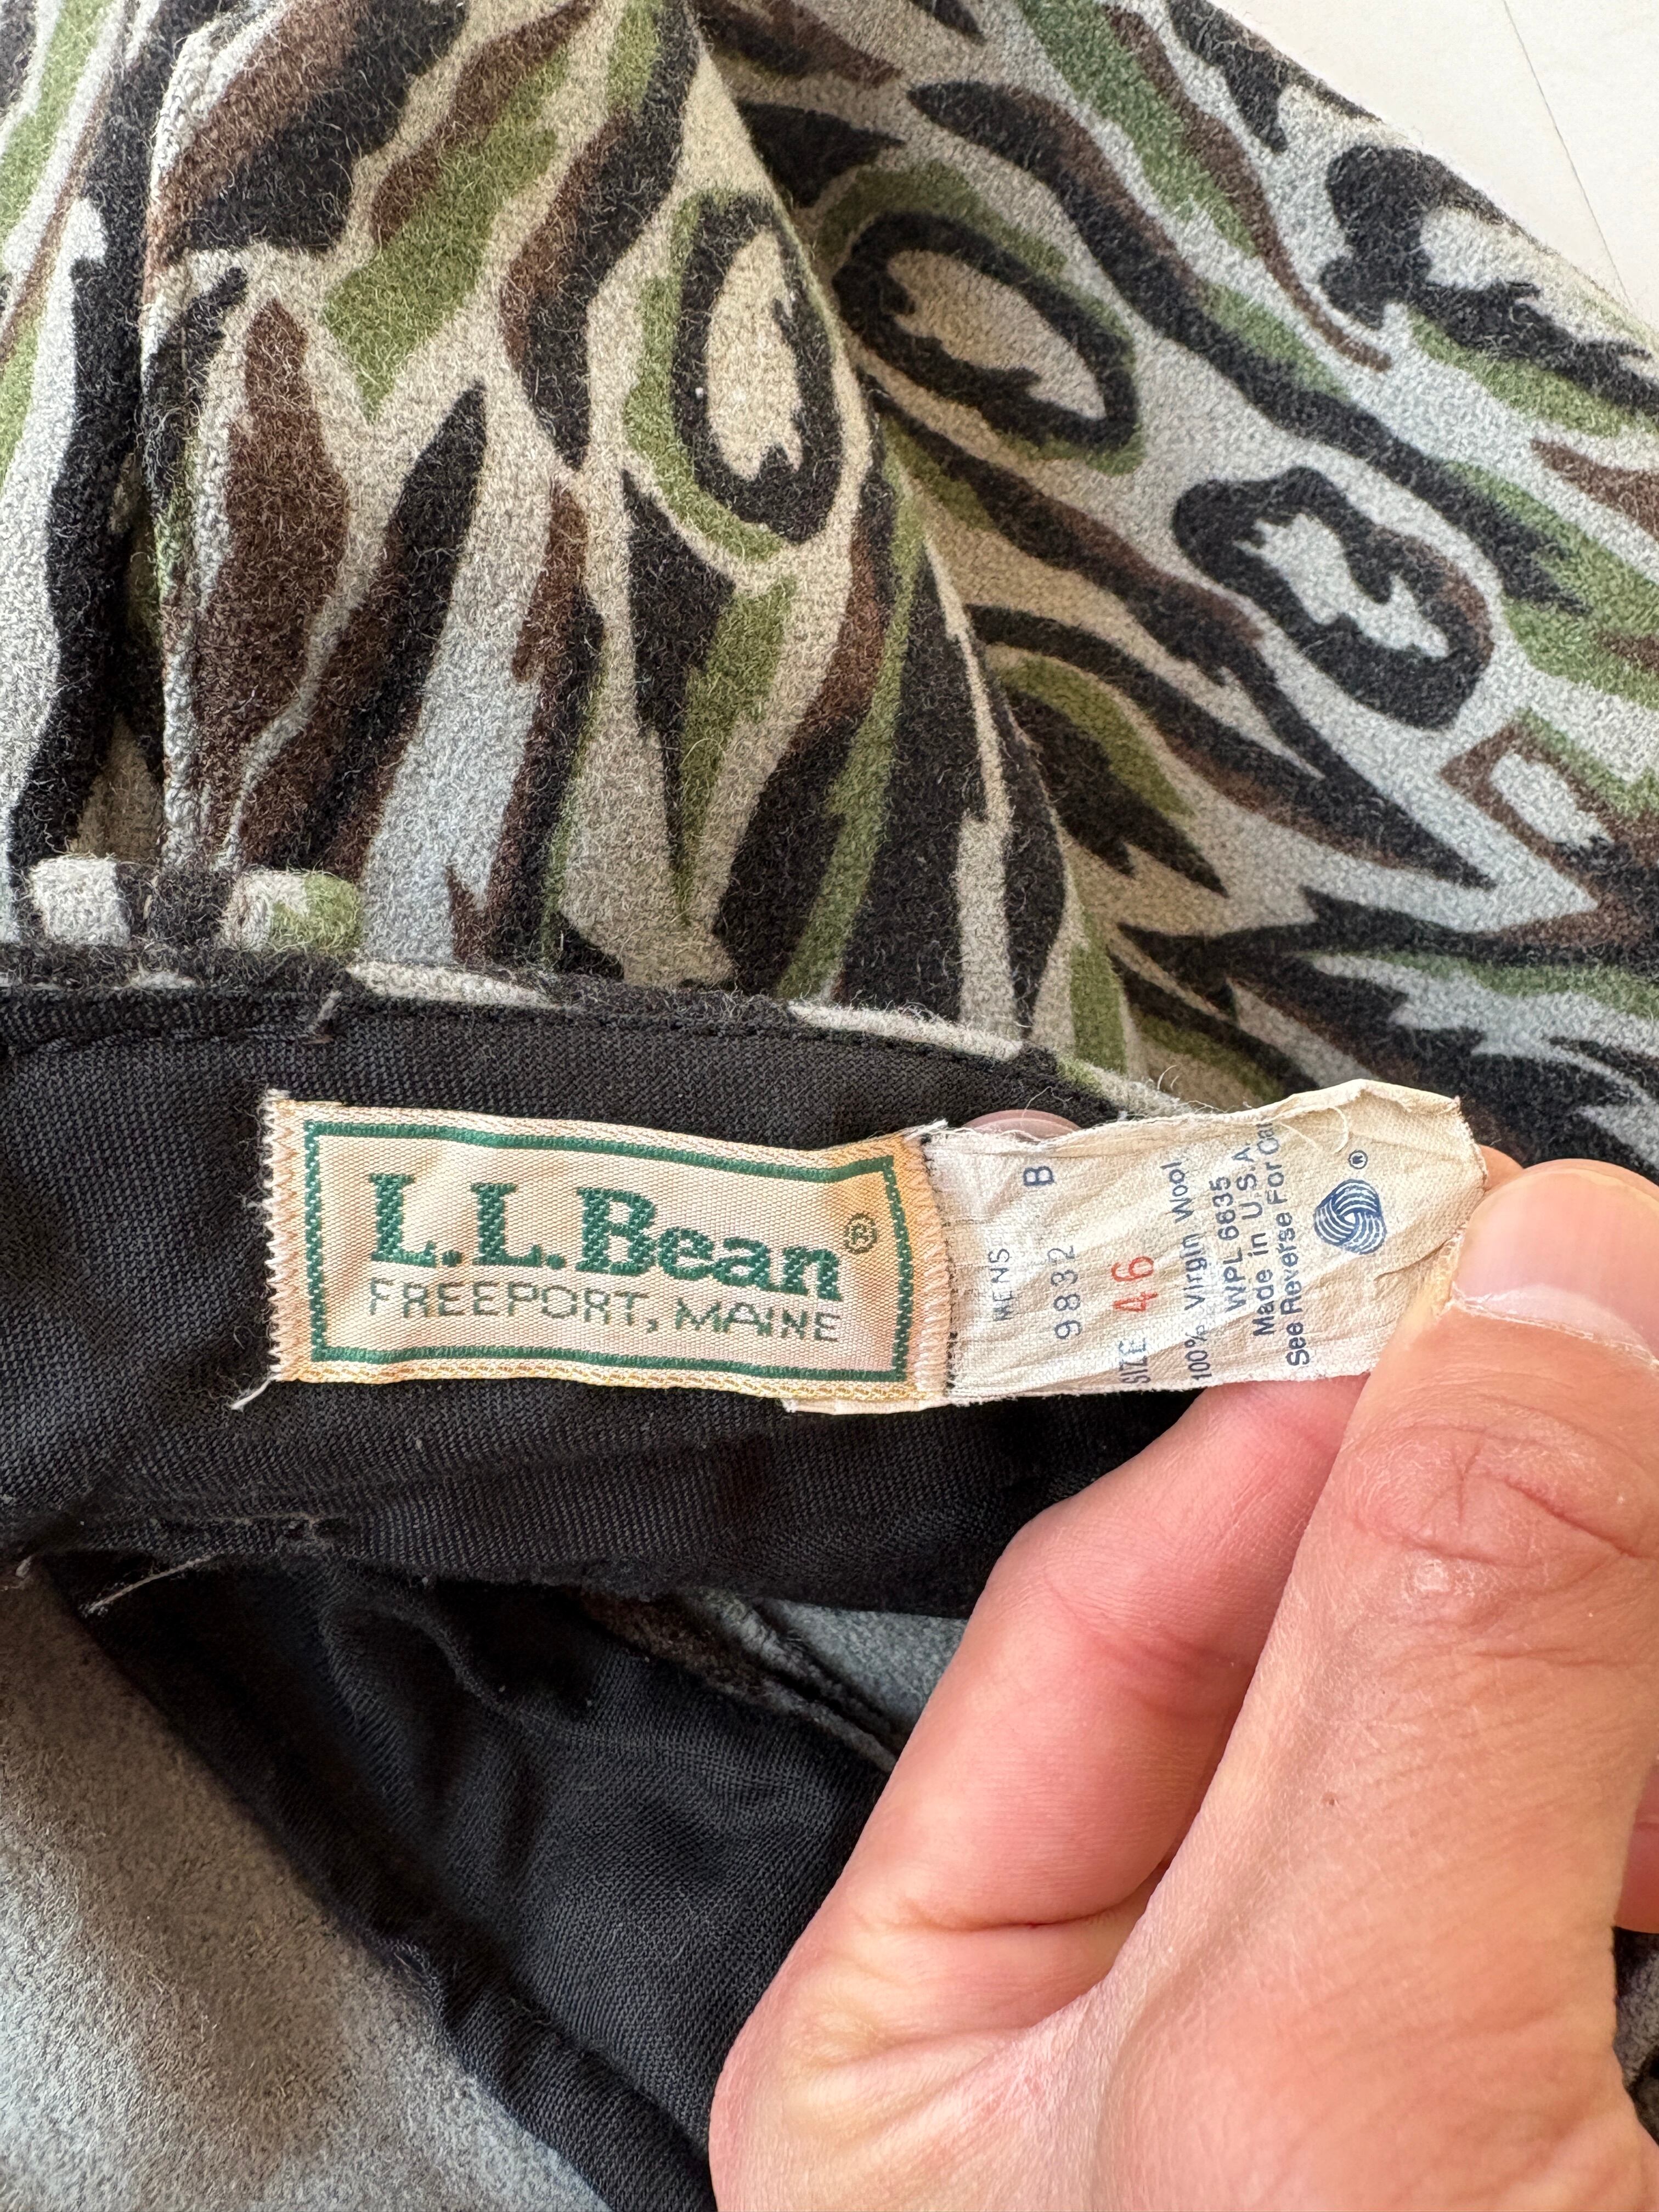 L.L.Bean®
FREEPORT, MAINE
MENS B
9832
SIZE 46
100% Virgin Wool
WPL 6635
Made in U.S.A.
See Reverse For
®